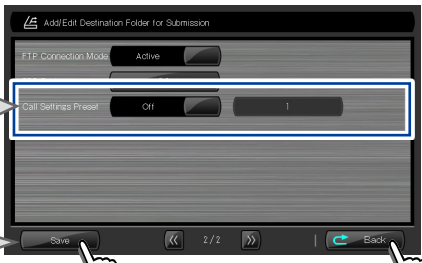 Add/Edit Destination Folder for Submission
FTP Connection Mode Active
Call Settings Preset Off 1
Save 2/2 Back